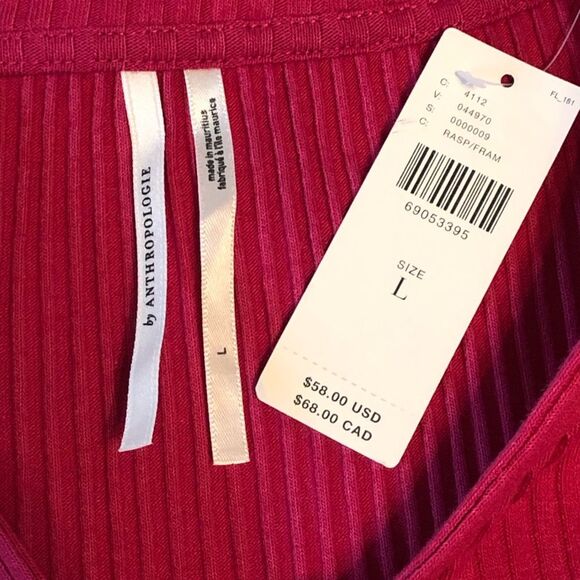 by ANTHROPOLOGIE
made in mauritius
fabriqué à l'île maurice
L
FL_161
C: 4112
V: 044970
S: 0000009
C: RASP/FRAM
69053395
SIZE
L
$58.00 USD
$68.00 CAD